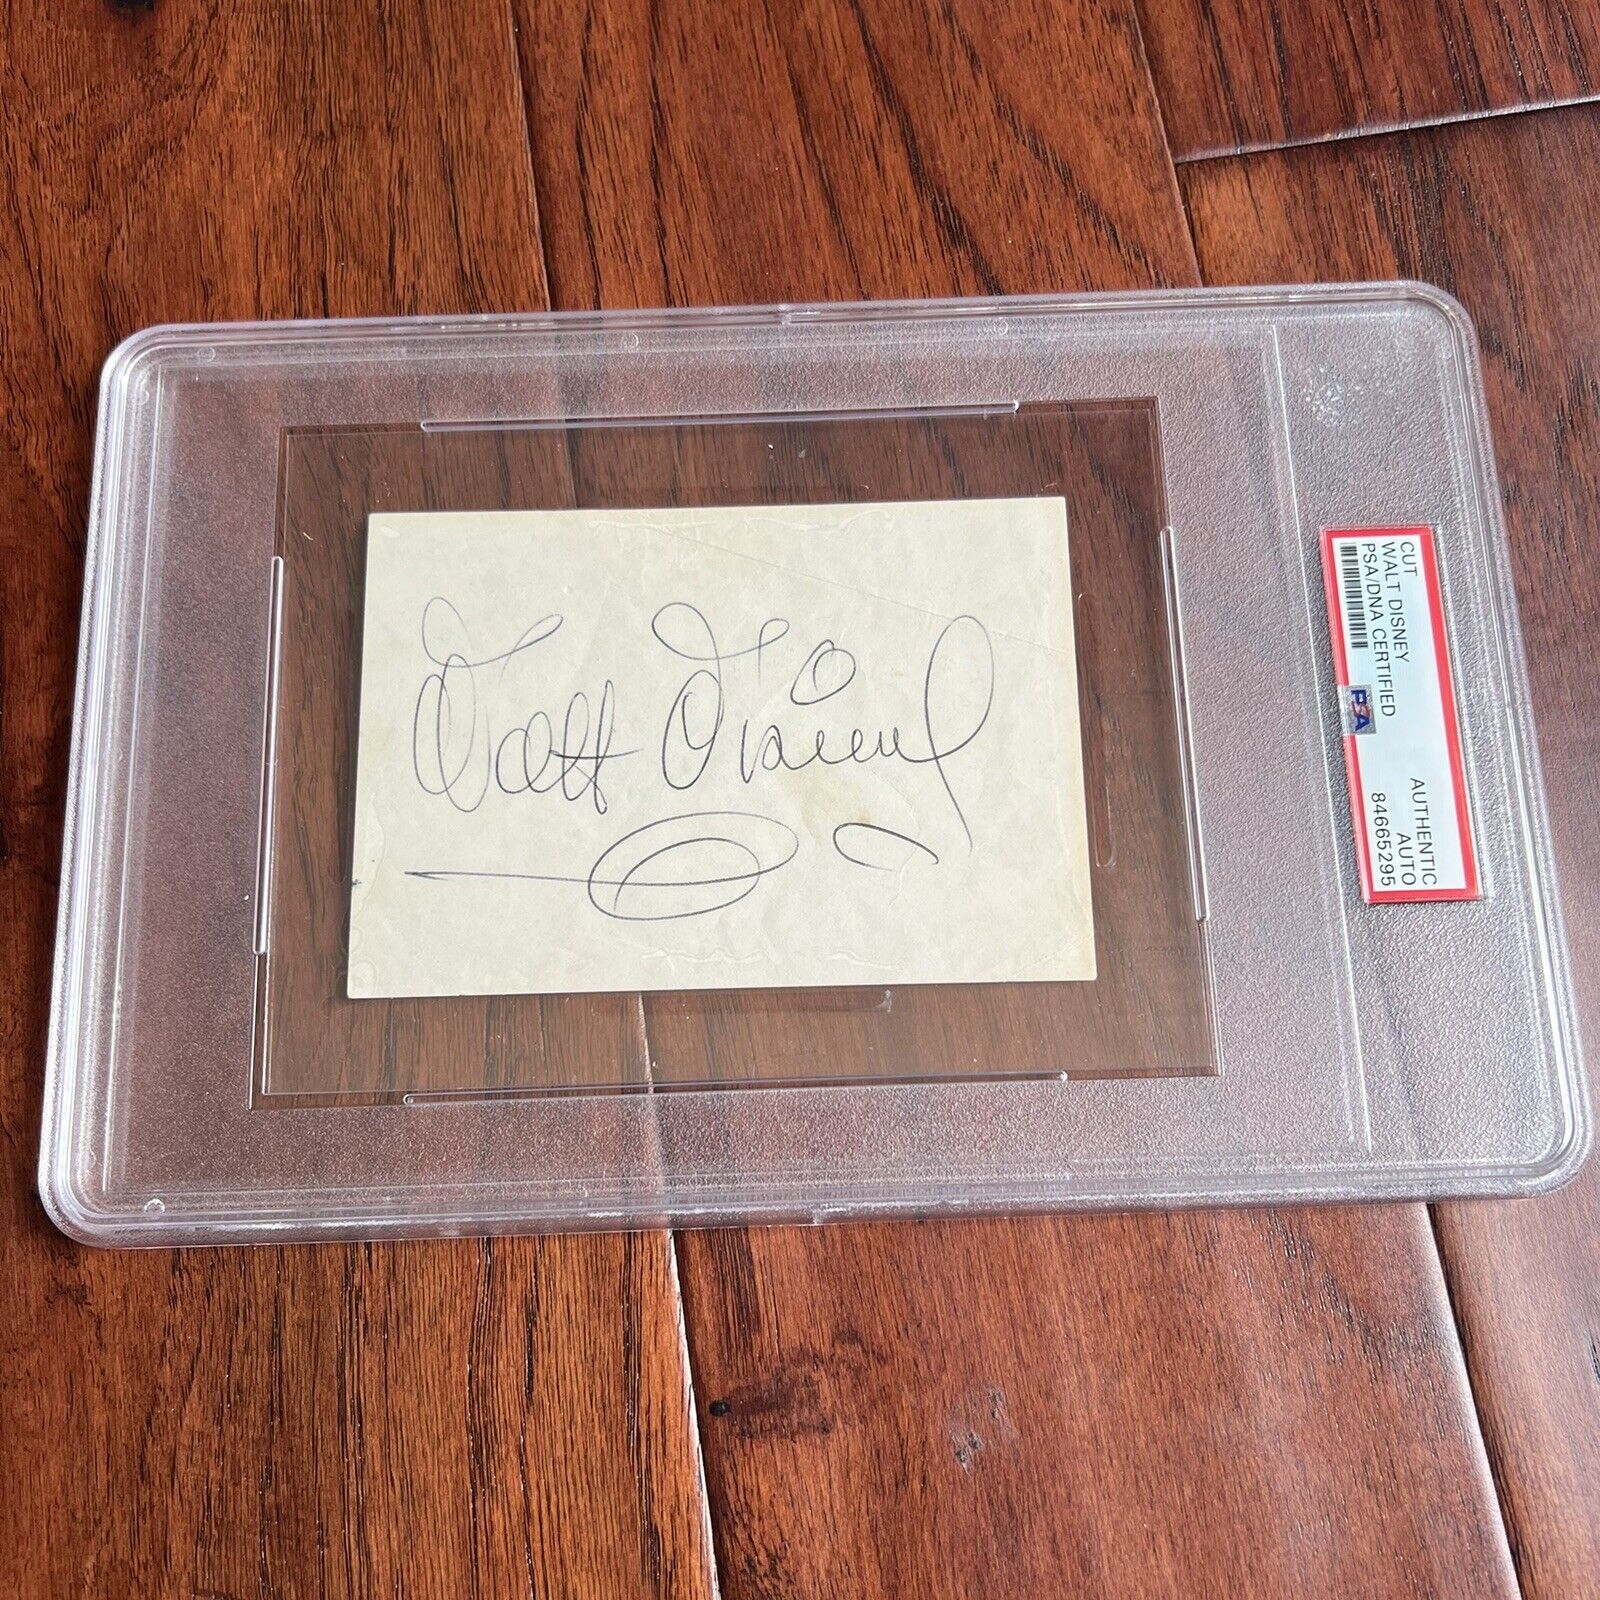 Walt Disney
CUT
WALT DISNEY
PSA/DNA CERTIFIED
PSA
AUTHENTIC
AUTO
84665295